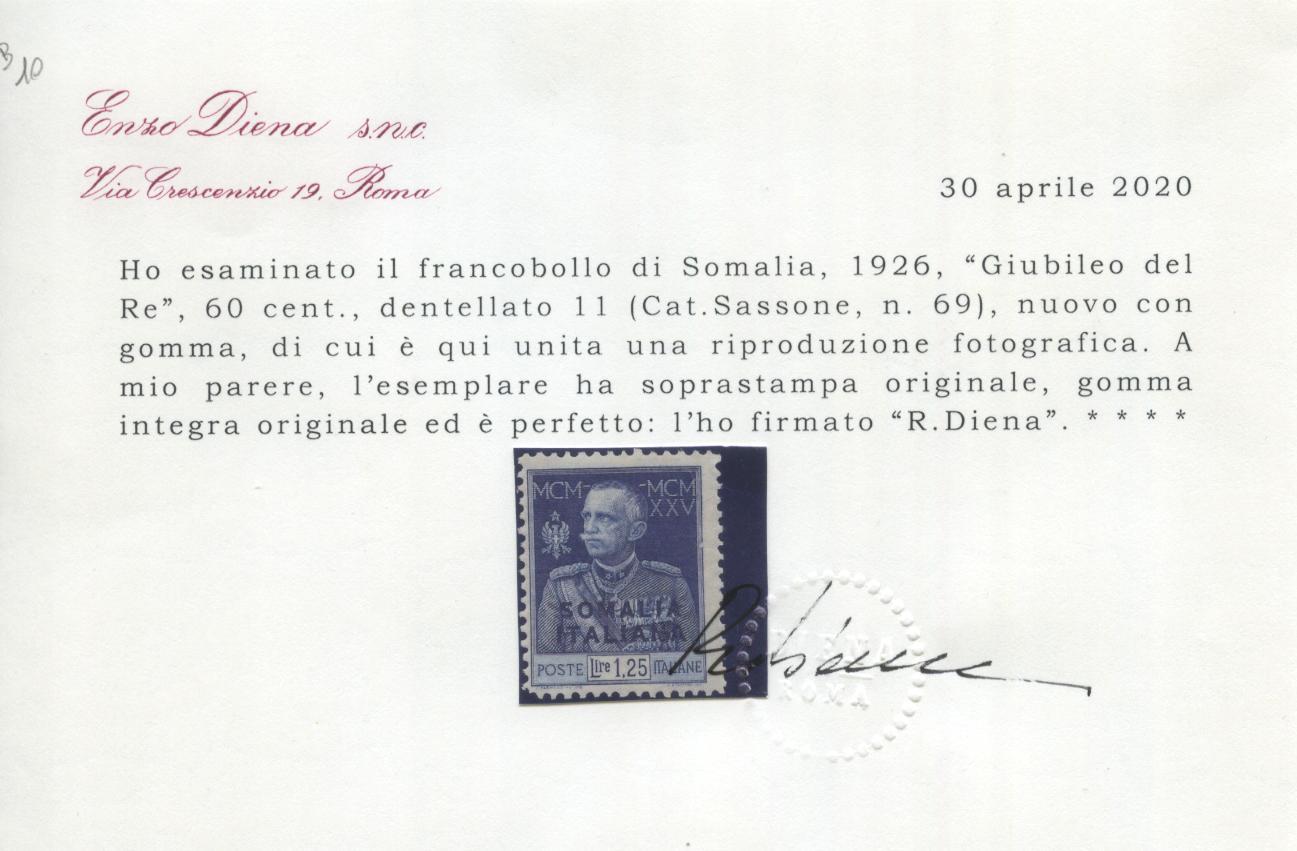 B 10
Enzo Diena s.n.c.
Via Crescenzio 19, Roma
30 aprile 2020
Ho esaminato il francobollo di Somalia, 1926, “Giubileo del
Re”, 60 cent., dentellato 11 (Cat.Sassone, n. 69), nuovo con
gomma, di cui è qui unita una riproduzione fotografica. A
mio parere, l’esemplare ha soprastampa originale, gomma
integra originale ed è perfetto: l’ho firmato “R.Diena”. * * * *
MCM- -MCM
XXV
SOMALIA
ITALIANA
POSTE Lire 1,25 ITALIANE
DIENA
ROMA